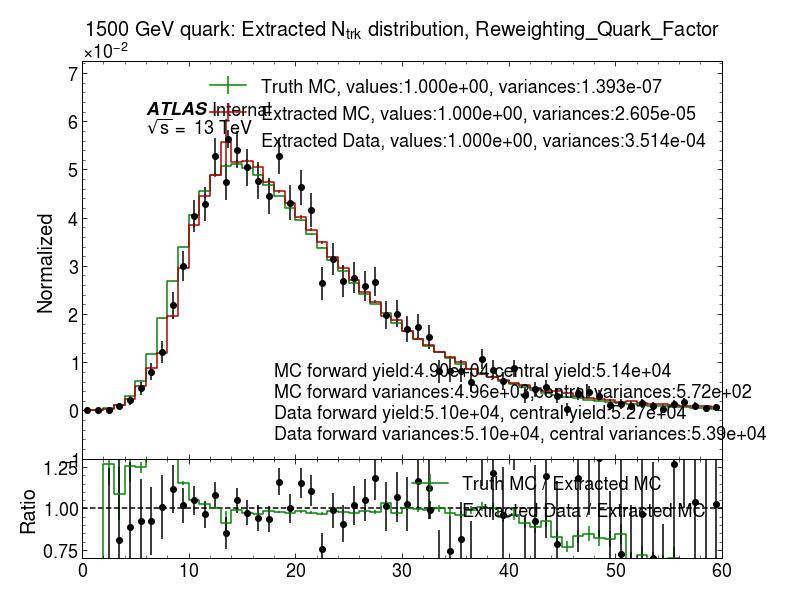 1500 GeV quark: Extracted Ntrk distribution, Reweighting_Quark_Factor
×10−2
Truth MC, values:1.000e+00, variances:1.393e-07
ATLAS Internal
Extracted MC, values:1.000e+00, variances:2.605e-05
√s = 13 TeV
Extracted Data, values:1.000e+00, variances:3.514e-04
Normalized
7
6
5
4
3
2
1
0
MC forward yield:4.90e+04, central yield:5.14e+04
MC forward variances:4.96e+02, central variances:5.72e+02
Data forward yield:5.10e+04, central yield:5.27e+04
Data forward variances:5.10e+04, central variances:5.39e+04
Ratio
1.25
1.00
0.75
Truth MC / Extracted MC
Extracted Data / Extracted MC
0 10 20 30 40 50 60